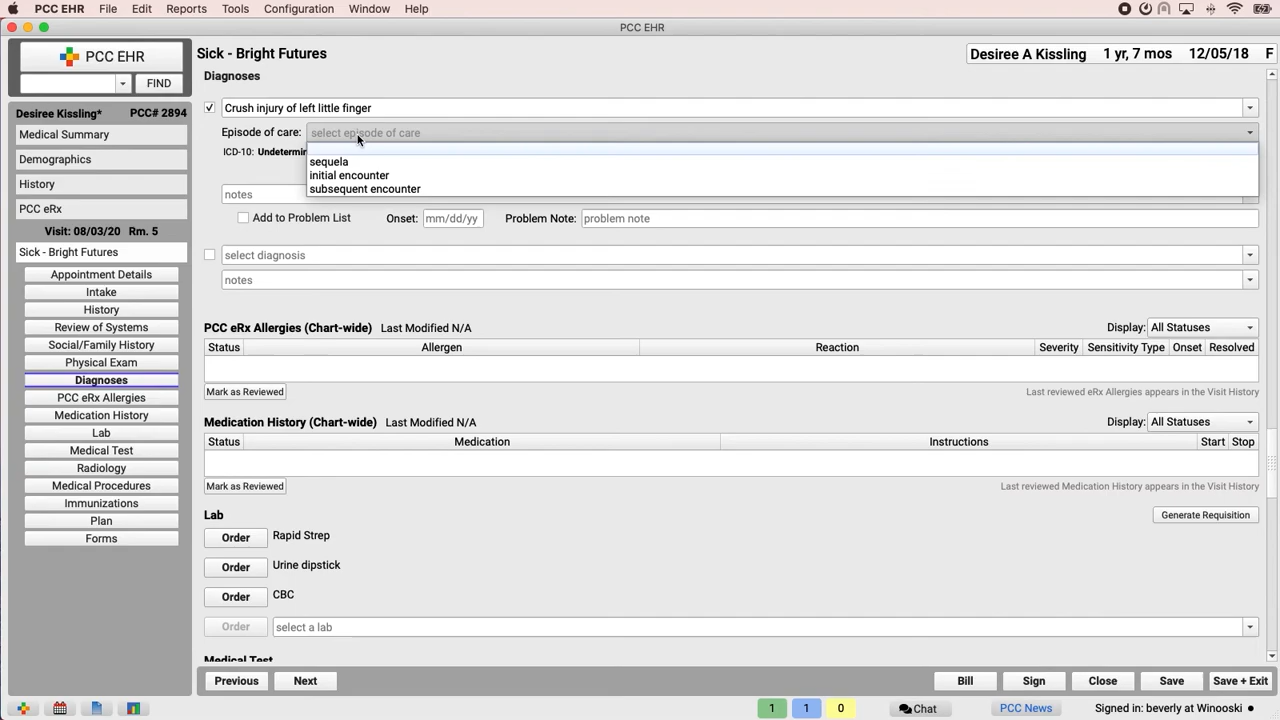 PCC EHR File Edit Reports Tools Configuration Window Help
PCC EHR
PCC EHR
FIND
Desiree Kissling* PCC# 2894
Medical Summary
Demographics
History
PCC eRx
Visit: 08/03/20 Rm. 5
Sick - Bright Futures
Appointment Details
Intake
History
Review of Systems
Social/Family History
Physical Exam
Diagnoses
PCC eRx Allergies
Medication History
Lab
Medical Test
Radiology
Medical Procedures
Immunizations
Plan
Forms
Sick - Bright Futures
Desiree A Kissling 1 yr, 7 mos 12/05/18 F
Diagnoses
Crush injury of left little finger
Episode of care: select episode of care
ICD-10: Undetermin
sequela
initial encounter
subsequent encounter
notes
Add to Problem List Onset: mm/dd/yy Problem Note: problem note
select diagnosis
notes
PCC eRx Allergies (Chart-wide) Last Modified N/A Display: All Statuses
Status Allergen Reaction Severity Sensitivity Type Onset Resolved
Mark as Reviewed Last reviewed eRx Allergies appears in the Visit History
Medication History (Chart-wide) Last Modified N/A Display: All Statuses
Status Medication Instructions Start Stop
Mark as Reviewed Last reviewed Medication History appears in the Visit History
Lab Generate Requisition
Order Rapid Strep
Order Urine dipstick
Order CBC
Order select a lab
Previous Next Bill Sign Close Save Save + Exit
1 1 0 Chat PCC News Signed in: beverly at Winooski